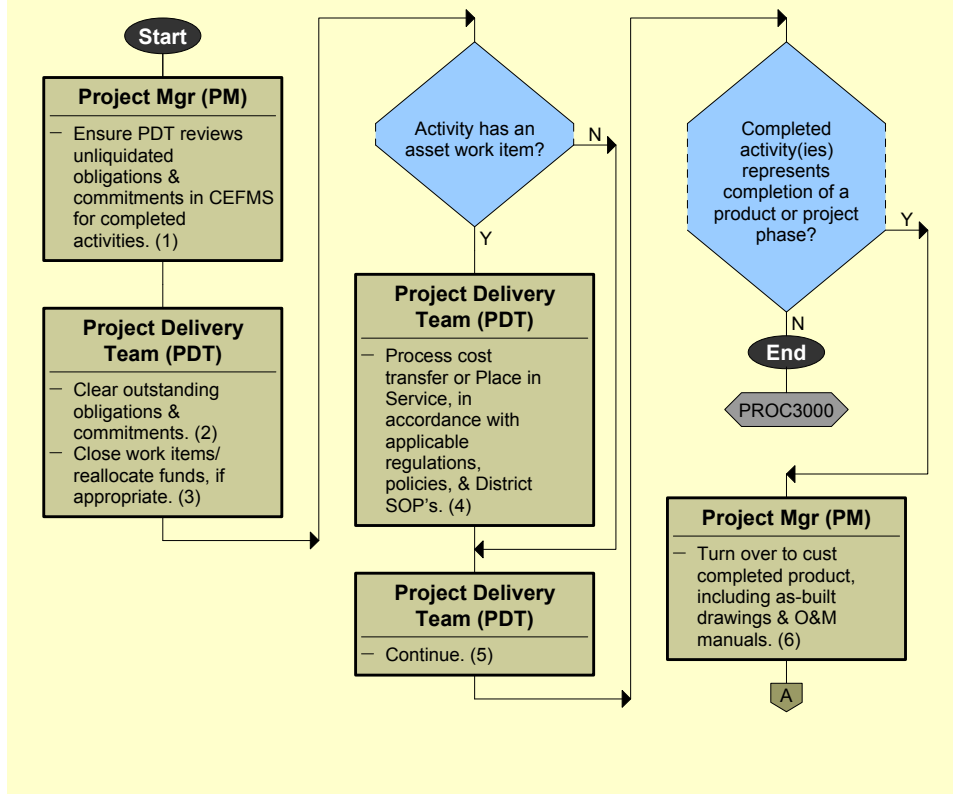 Start
Project Mgr (PM)
— Ensure PDT reviews
unliquidated
obligations &
commitments in CEFMS
for completed
activities. (1)
Project Delivery
Team (PDT)
— Clear outstanding
obligations &
commitments. (2)
— Close work items/
reallocate funds, if
appropriate. (3)
Activity has an
asset work item?
N
Y
Project Delivery
Team (PDT)
— Process cost
transfer or Place in
Service, in
accordance with
applicable
regulations,
policies, & District
SOP's. (4)
Project Delivery
Team (PDT)
— Continue. (5)
Completed
activity(ies)
represents
completion of a
product or project
phase?
Y
N
End
PROC3000
Project Mgr (PM)
— Turn over to cust
completed product,
including as-built
drawings & O&M
manuals. (6)
A